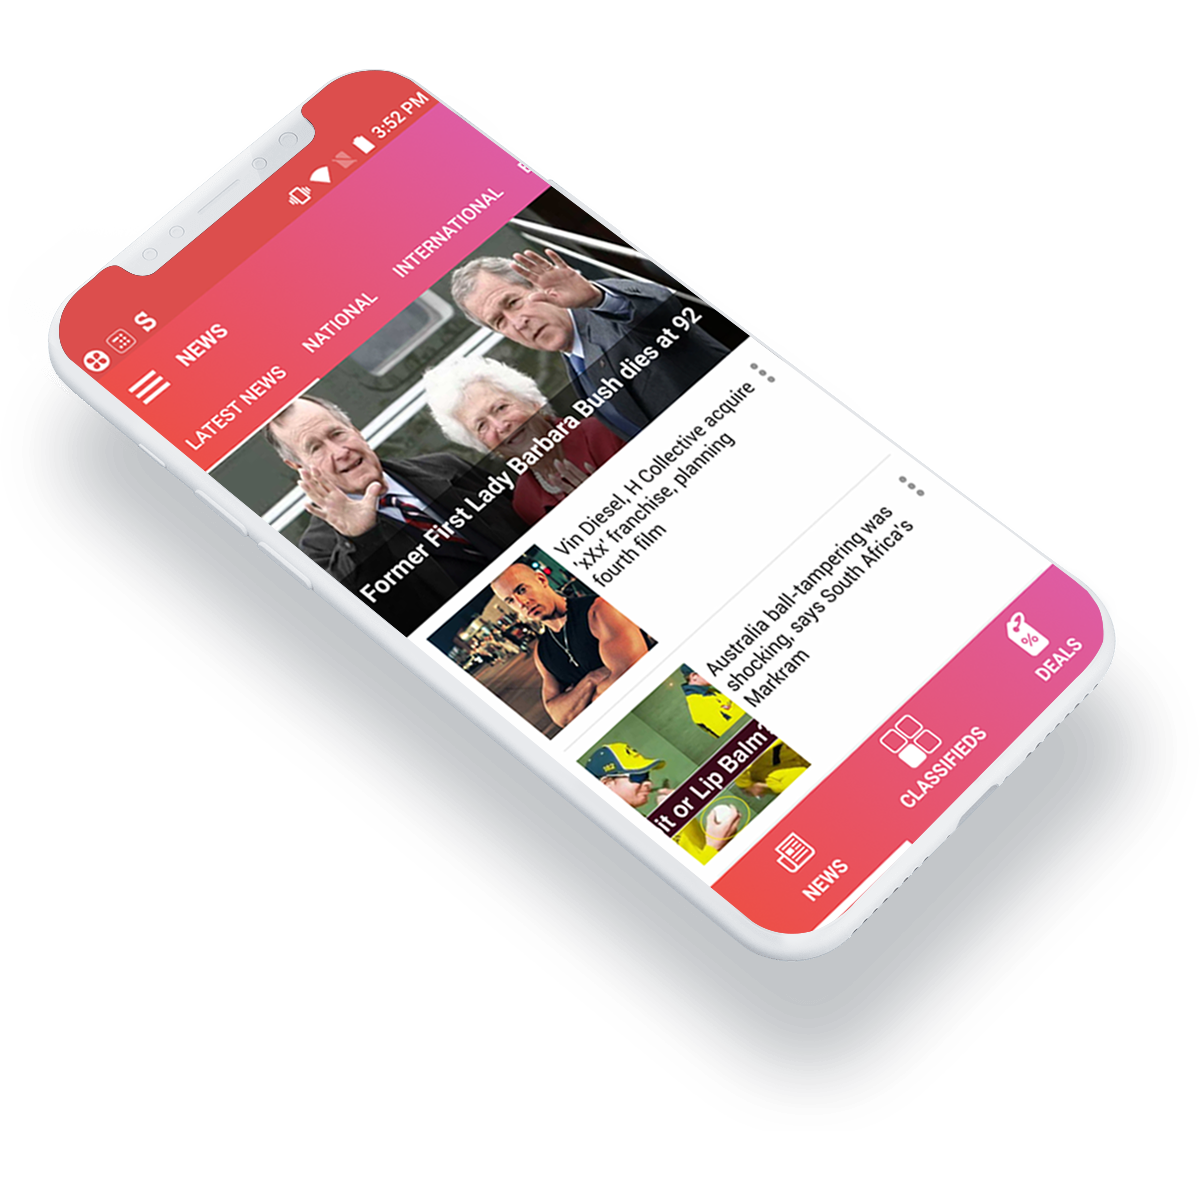 3:52 PM
S
NEWS
LATEST NEWS
NATIONAL
INTERNATIONAL
Former First Lady Barbara Bush dies at 92
Vin Diesel, H Collective acquire
'xXx' franchise, planning
fourth film
Australia ball-tampering was
shocking, says South Africa's
Markram
it or Lip Balm?
NEWS
CLASSIFIEDS
%
DEALS